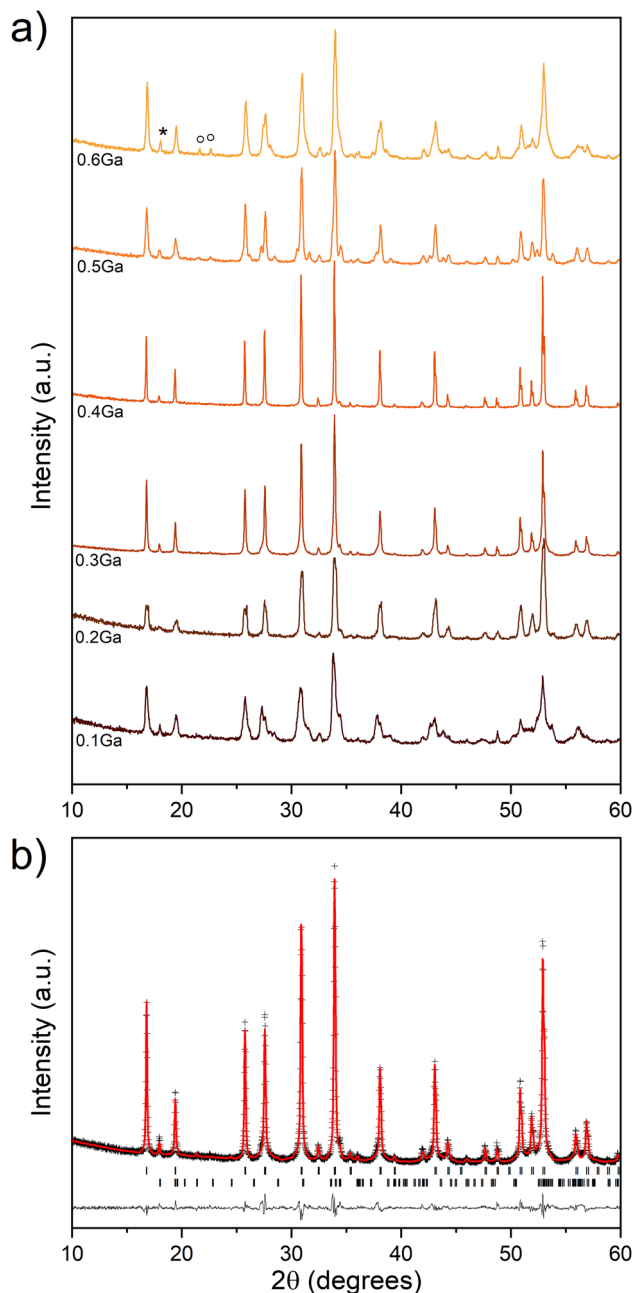 a)
*
○ ○
0.6Ga
0.5Ga
0.4Ga
0.3Ga
0.2Ga
0.1Ga
Intensity (a.u.)
10 20 30 40 50 60
b)
Intensity (a.u.)
10 20 30 40 50 60
2θ (degrees)